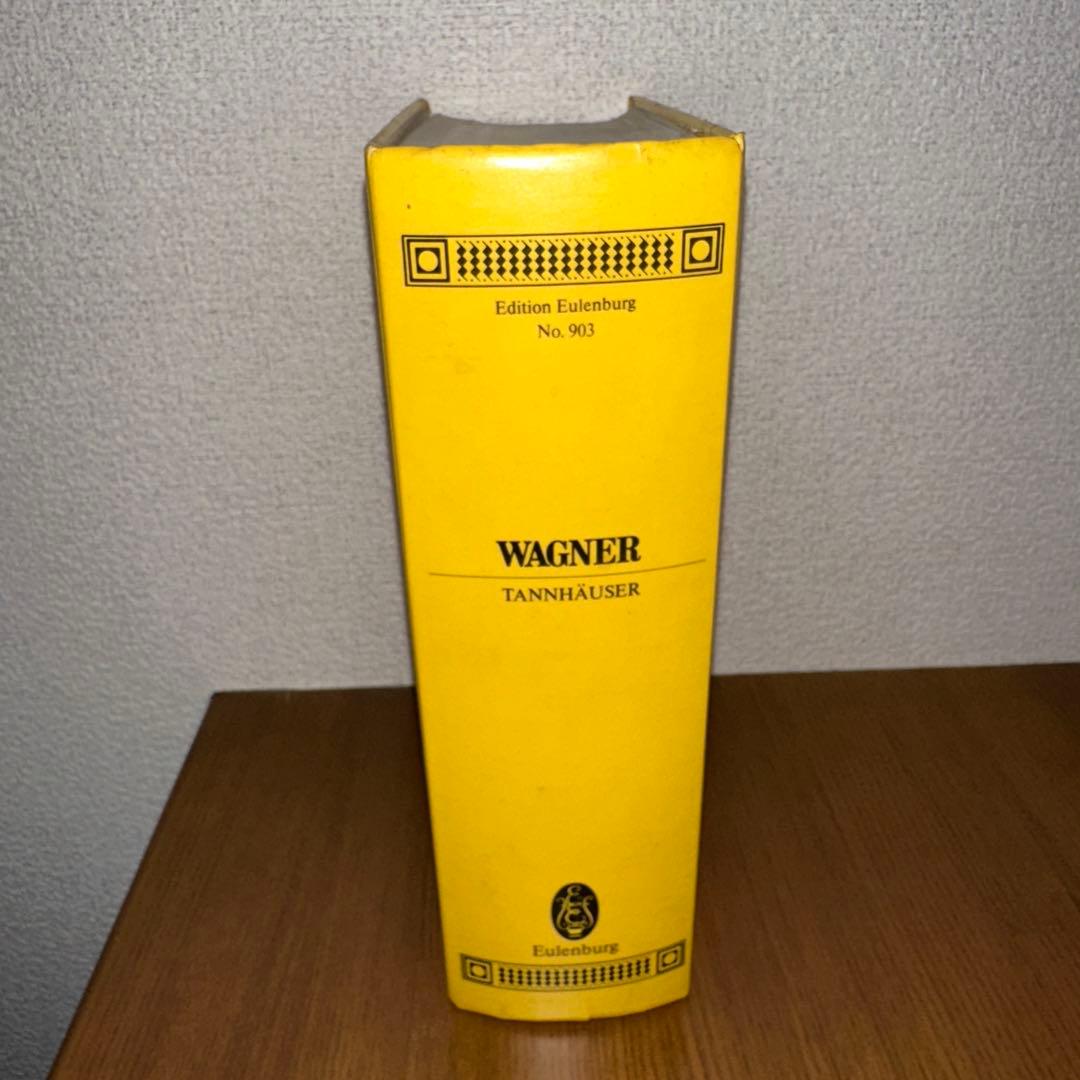 Edition Eulenburg
No. 903
WAGNER
TANNHÄUSER
Eulenburg